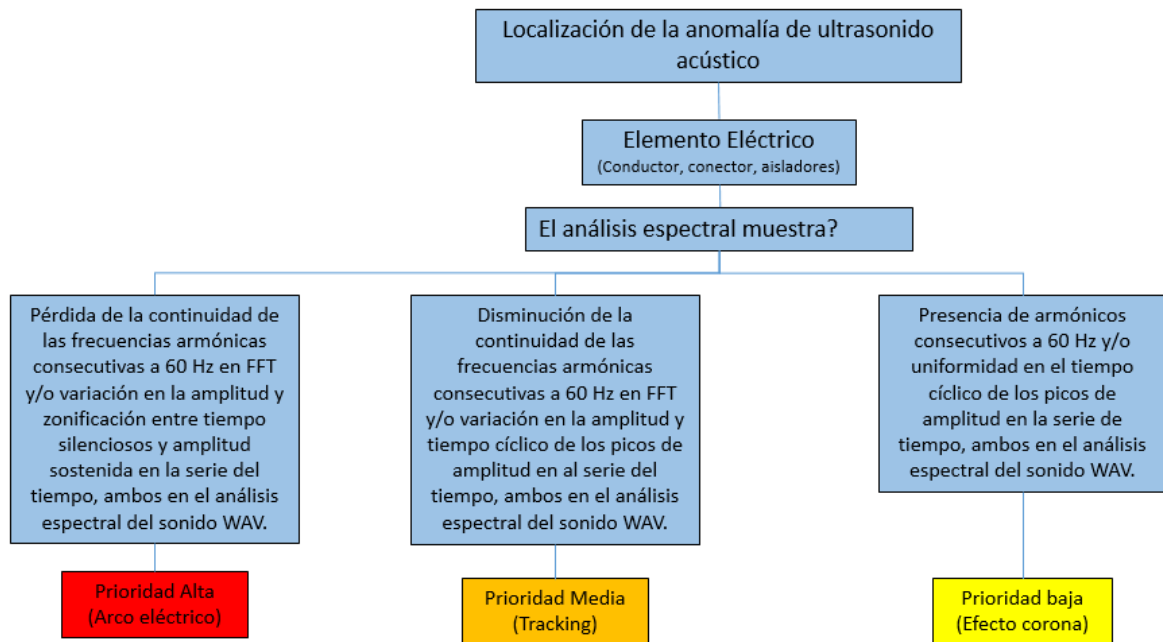 Localización de la anomalía de ultrasonido
acústico
Elemento Eléctrico
(Conductor, conector, aisladores)
El análisis espectral muestra?
Pérdida de la continuidad de
las frecuencias armónicas
consecutivas a 60 Hz en FFT
y/o variación en la amplitud y
zonificación entre tiempo
silenciosos y amplitud
sostenida en la serie del
tiempo, ambos en el análisis
espectral del sonido WAV.
Disminución de la
continuidad de las
frecuencias armónicas
consecutivas a 60 Hz en FFT
y/o variación en la amplitud y
tiempo cíclico de los picos de
amplitud en al serie del
tiempo, ambos en el análisis
espectral del sonido WAV.
Presencia de armónicos
consecutivos a 60 Hz y/o
uniformidad en el tiempo
cíclico de los picos de
amplitud en la serie de
tiempo, ambos en el análisis
espectral del sonido WAV.
Prioridad Alta
(Arco eléctrico)
Prioridad Media
(Tracking)
Prioridad baja
(Efecto corona)